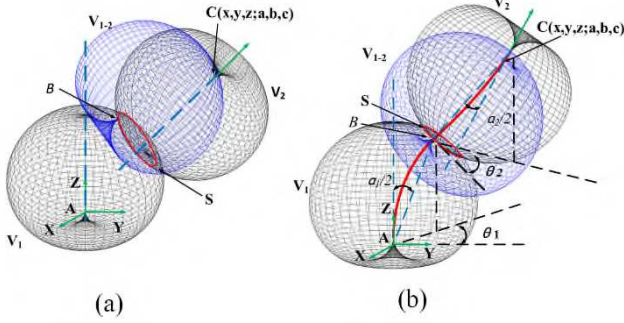 C(x,y,z;a,b,c)
V₁₋₂
B
V₂
S
Z
A
X
Y
V₁
(a)
V₂
C(x,y,z;a,b,c)
V₁₋₂
S
B
a₂/2
θ₂
V₁
a₁/2
Z
A
X
Y
θ1
(b)